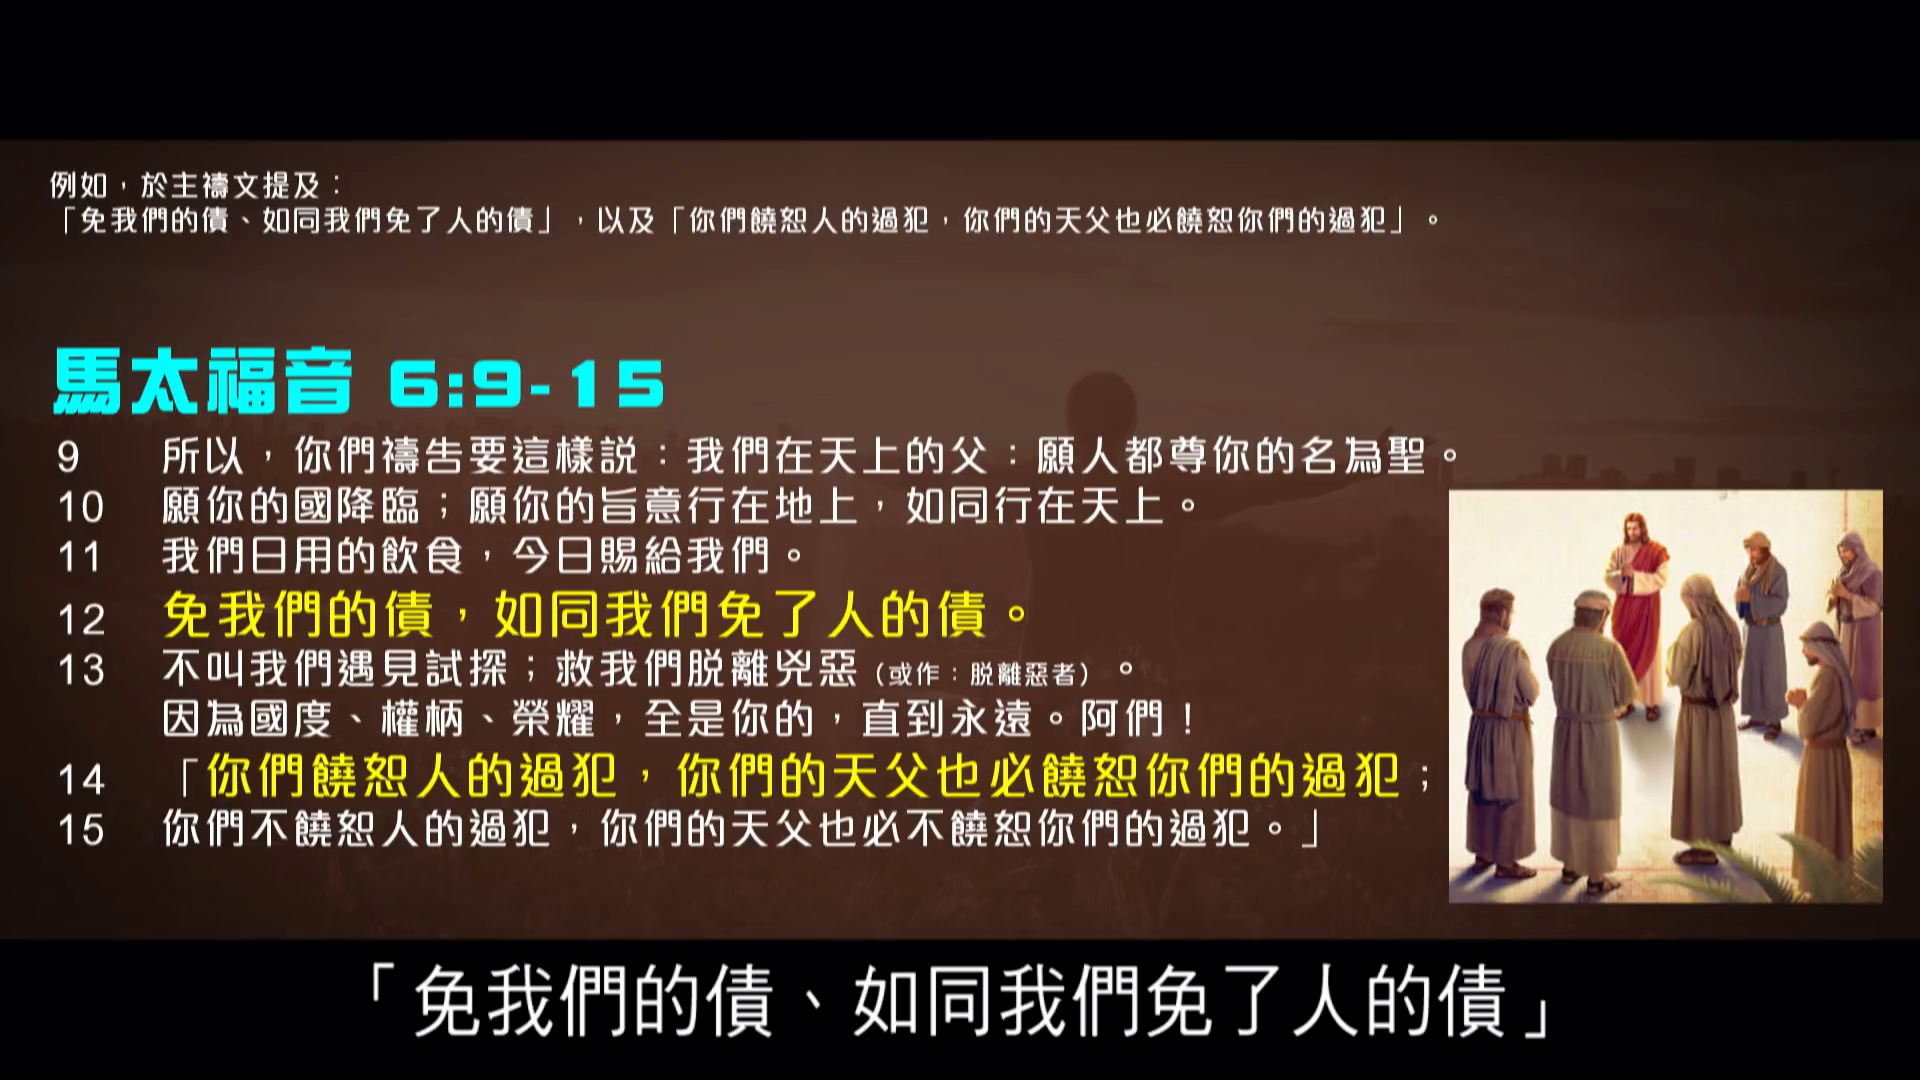 例如，於主禱文提及：
「免我們的債、如同我們免了人的債」，以及「你們饒恕人的過犯，你們的天父也必饒恕你們的過犯」。
馬太福音 6:9-15
9 所以，你們禱告要這樣説：我們在天上的父：願人都尊你的名為聖。
10 願你的國降臨；願你的旨意行在地上，如同行在天上。
11 我們日用的飲食，今日賜給我們。
12 免我們的債，如同我們免了人的債。
13 不叫我們遇見試探；救我們脱離兇惡（或作：脱離惡者）。
因為國度、權柄、榮耀，全是你的，直到永遠。阿們！
14 「你們饒恕人的過犯，你們的天父也必饒恕你們的過犯；
15 你們不饒恕人的過犯，你們的天父也必不饒恕你們的過犯。」
「免我們的債、如同我們免了人的債」